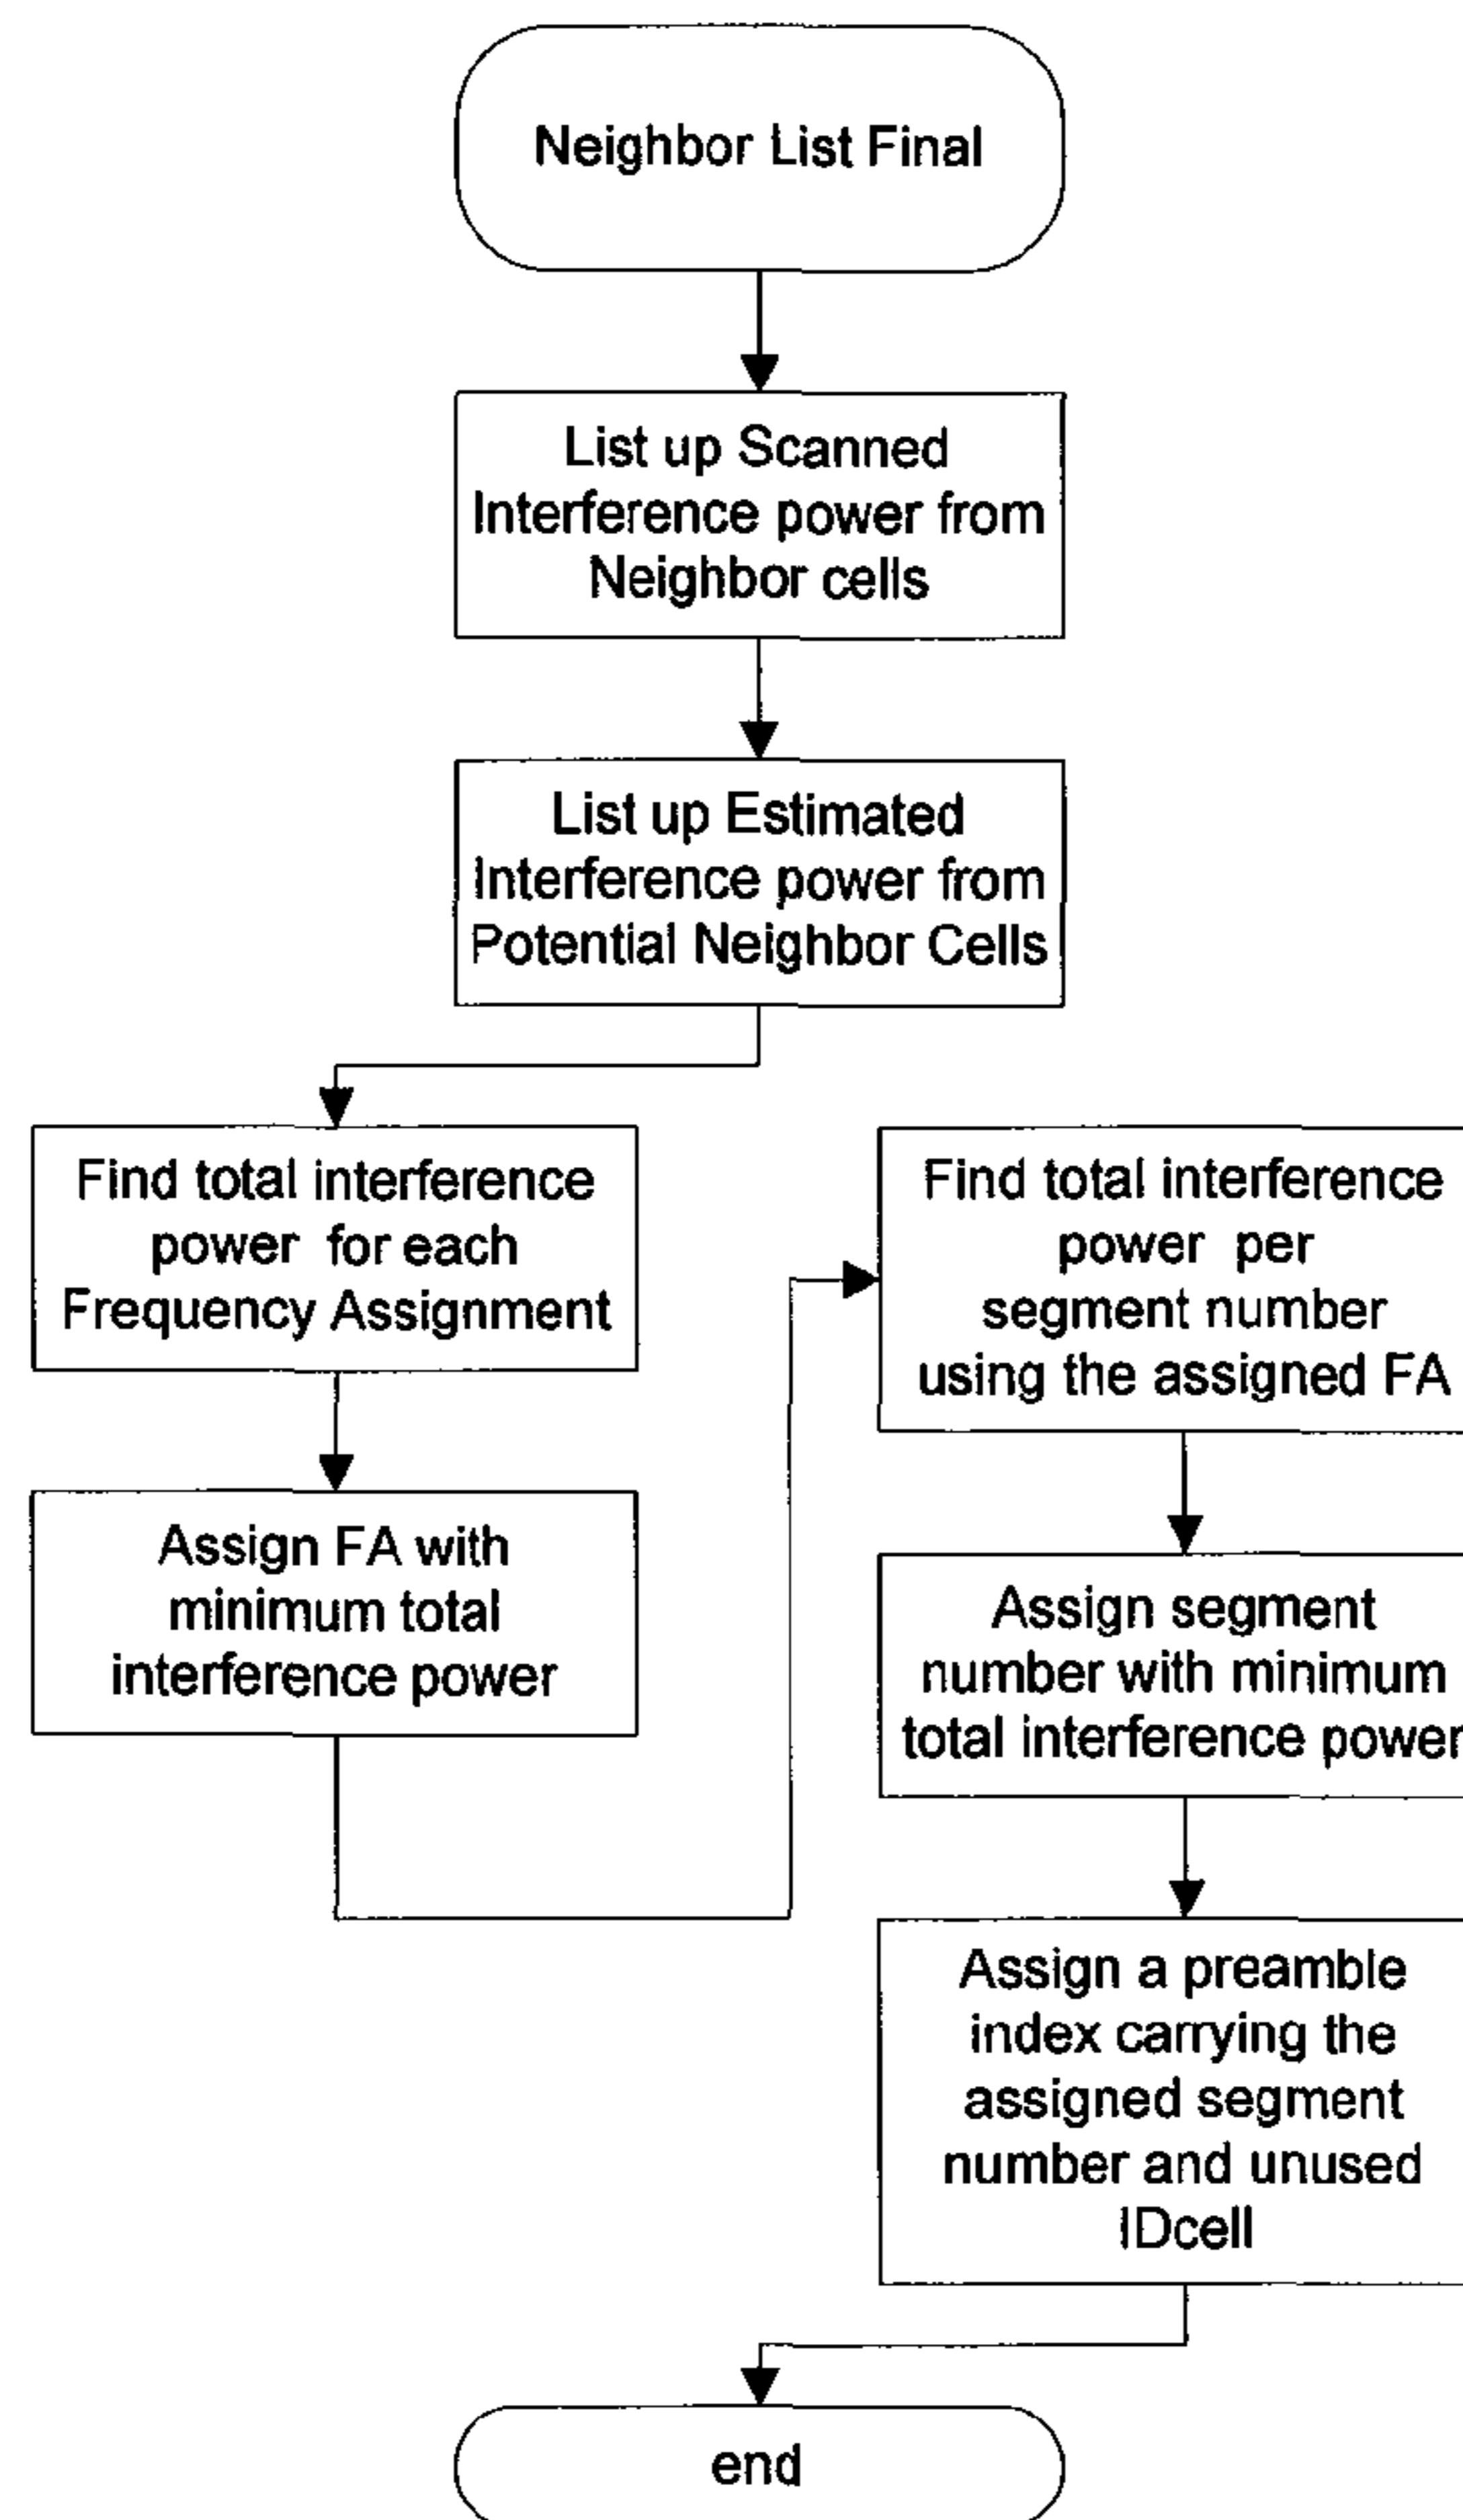 Neighbor List Final
List up Scanned
Interference power from
Neighbor cells
List up Estimated
Interference power from
Potential Neighbor Cells
Find total interference
power for each
Frequency Assignment
Assign FA with
minimum total
interference power
Find total interference
power per
segment number
using the assigned FA
Assign segment
number with minimum
total interference power
Assign a preamble
index carrying the
assigned segment
number and unused
IDcell
end